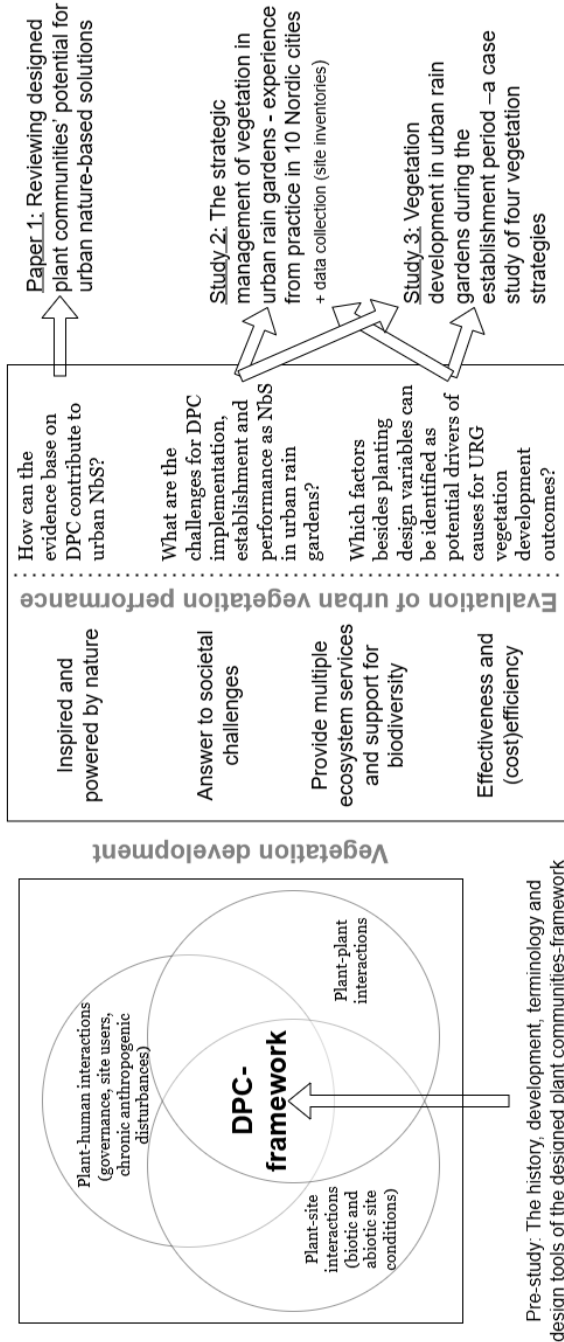 Plant-human interactions
(governance, site users,
chronic anthropogenic
disturbances)
DPC-
framework
Plant-site
interactions
(biotic and
abiotic site
conditions)
Plant-plant
interactions
Pre-study: The history, development, terminology and
design tools of the designed plant communities-framework
Vegetation development
Inspired and
powered by nature
Answer to societal
challenges
Provide multiple
ecosystem services
and support for
biodiversity
Effectiveness and
(cost)efficiency
Evaluation of urban vegetation performance
How can the
evidence base on
DPC contribute to
urban NbS?
What are the
challenges for DPC
implementation,
establishment and
performance as NbS
in urban rain
gardens?
Which factors
besides planting
design variables can
be identified as
potential drivers of
causes for URG
vegetation
development
outcomes?
Paper 1: Reviewing designed
plant communities’ potential for
urban nature-based solutions
Study 2: The strategic
management of vegetation in
urban rain gardens - experience
from practice in 10 Nordic cities
+ data collection (site inventories)
Study 3: Vegetation
development in urban rain
gardens during the
establishment period –a case
study of four vegetation
strategies